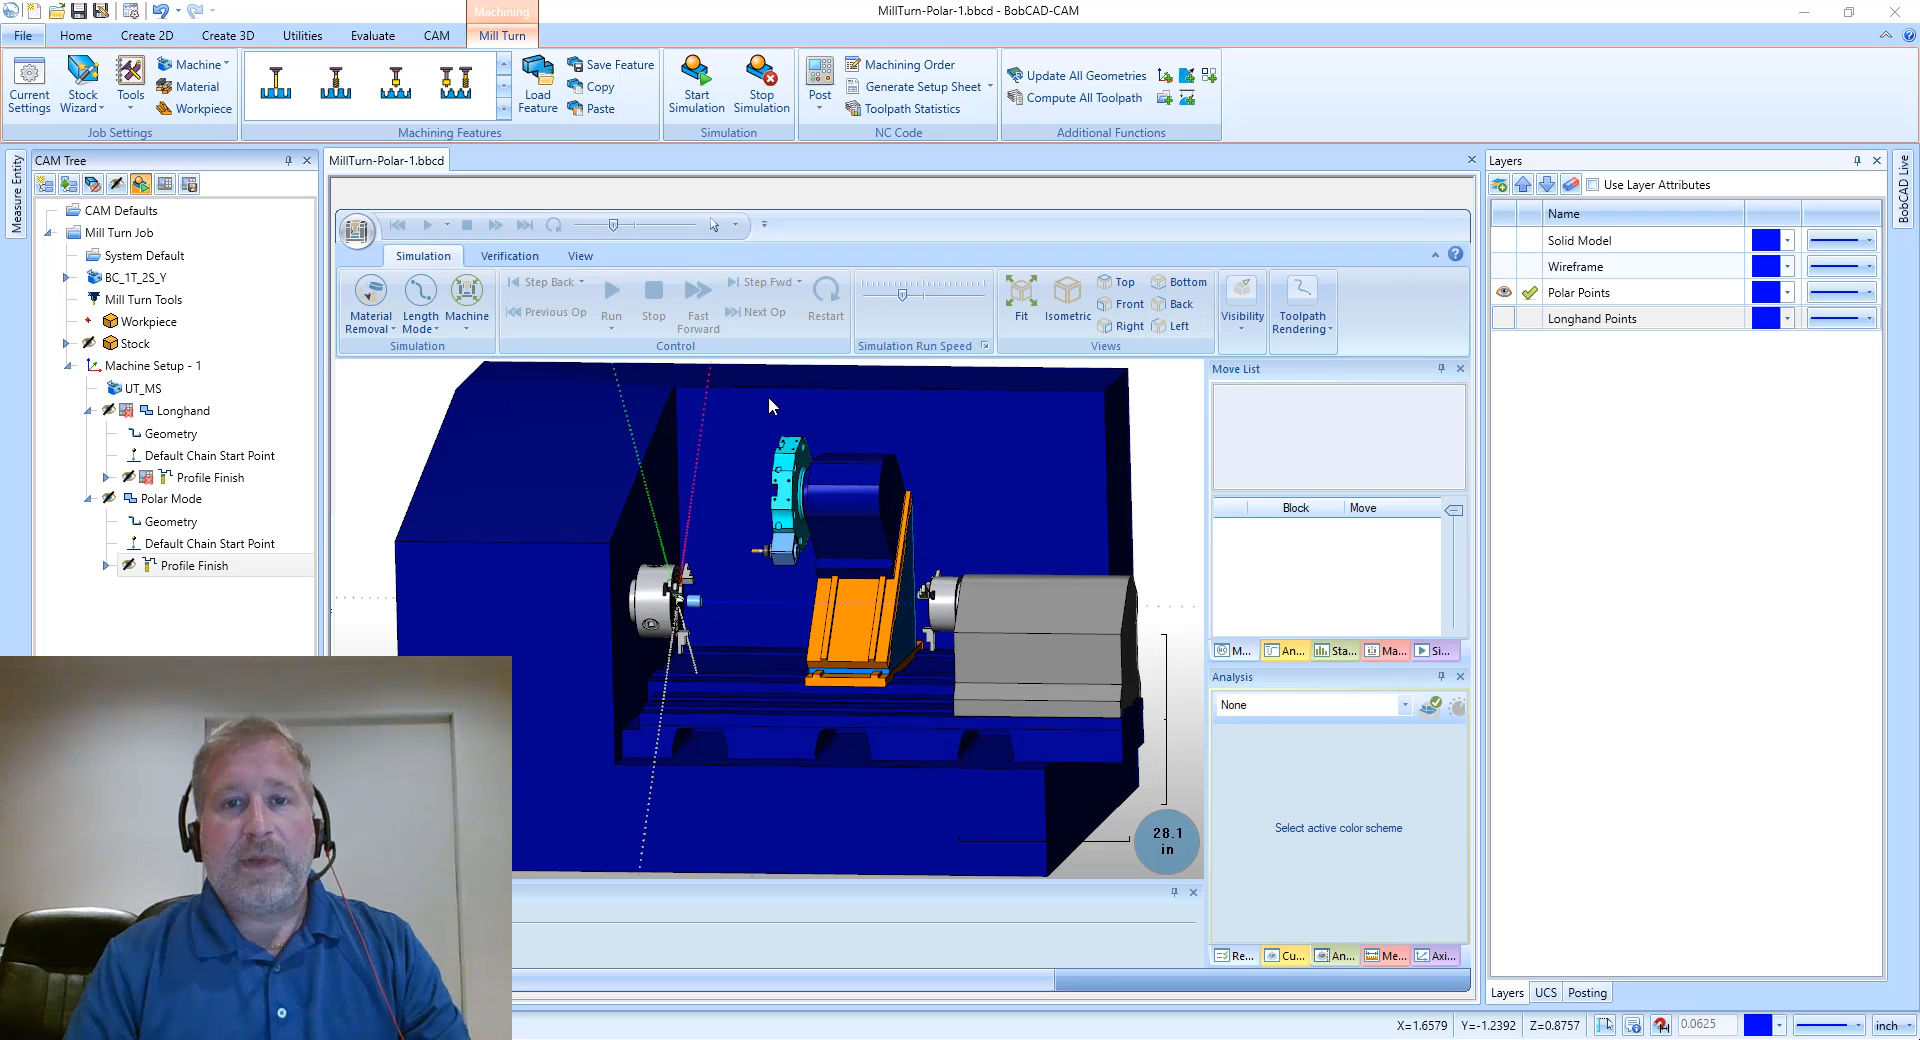 Machining
MillTurn-Polar-1.bbcd - BobCAD-CAM
File Home Create 2D Create 3D Utilities Evaluate CAM Mill Turn
Current Settings
Stock Wizard
Tools
Machine
Material
Workpiece
Job Settings
Load Feature
Save Feature
Copy
Paste
Machining Features
Start Simulation
Stop Simulation
Simulation
Post
Machining Order
Generate Setup Sheet
Toolpath Statistics
NC Code
Update All Geometries
Compute All Toolpath
Additional Functions
Measure Entity
CAM Tree
CAM Defaults
Mill Turn Job
System Default
BC_1T_2S_Y
Mill Turn Tools
Workpiece
Stock
Machine Setup - 1
UT_MS
Longhand
Geometry
Default Chain Start Point
Profile Finish
Polar Mode
Geometry
Default Chain Start Point
Profile Finish
MillTurn-Polar-1.bbcd
Simulation Verification View
Material Removal
Length Mode
Machine
Simulation
Step Back
Previous Op
Run
Stop
Fast Forward
Step Fwd
Next Op
Restart
Control
Simulation Run Speed
Fit
Isometric
Top
Front
Right
Bottom
Back
Left
Views
Visibility
Toolpath Rendering
28.1
in
Move List
Block Move
M... An... Sta... Ma... Si...
Analysis
None
Select active color scheme
Re... Cu... An... Me... Axi...
Layers
Use Layer Attributes
Name
Solid Model
Wireframe
Polar Points
Longhand Points
Layers UCS Posting
BobCAD Live
X=1.6579 Y=-1.2392 Z=0.8757 0.0625 inch